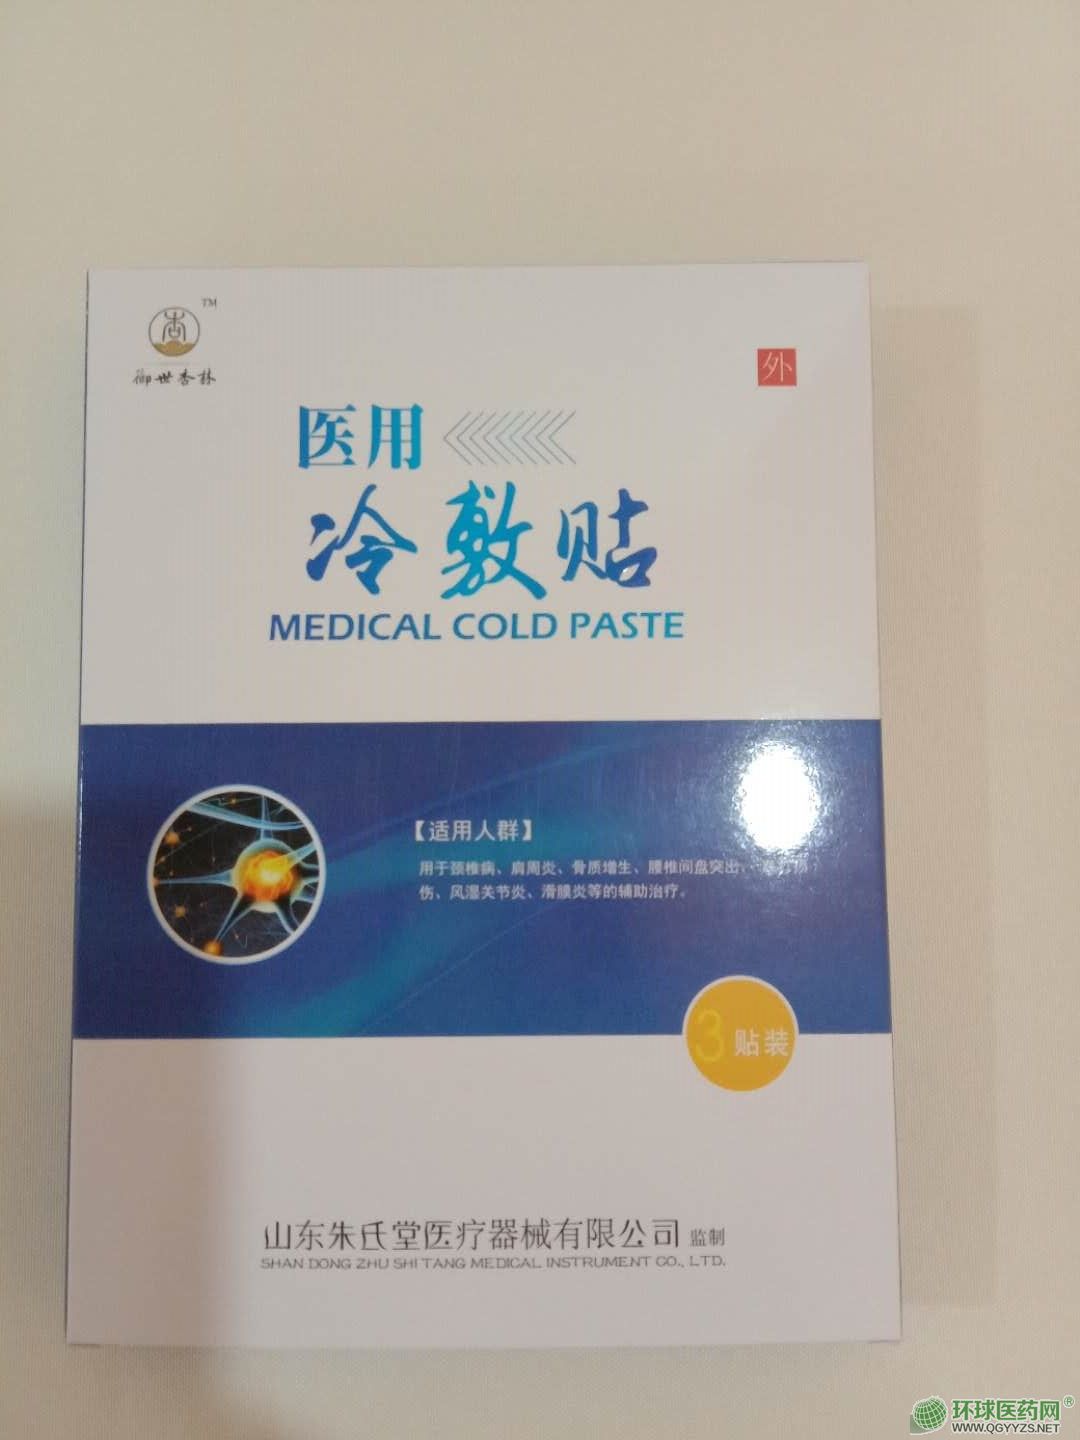 TM
御世杏林
外
医用
冷敷贴
MEDICAL COLD PASTE
【适用人群】
用于颈椎病、肩周炎、骨质增生、腰椎间盘突出、
伤、风湿关节炎、滑膜炎等的辅助治疗。
3贴装
山东朱氏堂医疗器械有限公司 监制
SHAN DONG ZHU SHI TANG MEDICAL INSTRUMENT CO., LTD.
环球医药网®
WWW.QGYYZS.NET